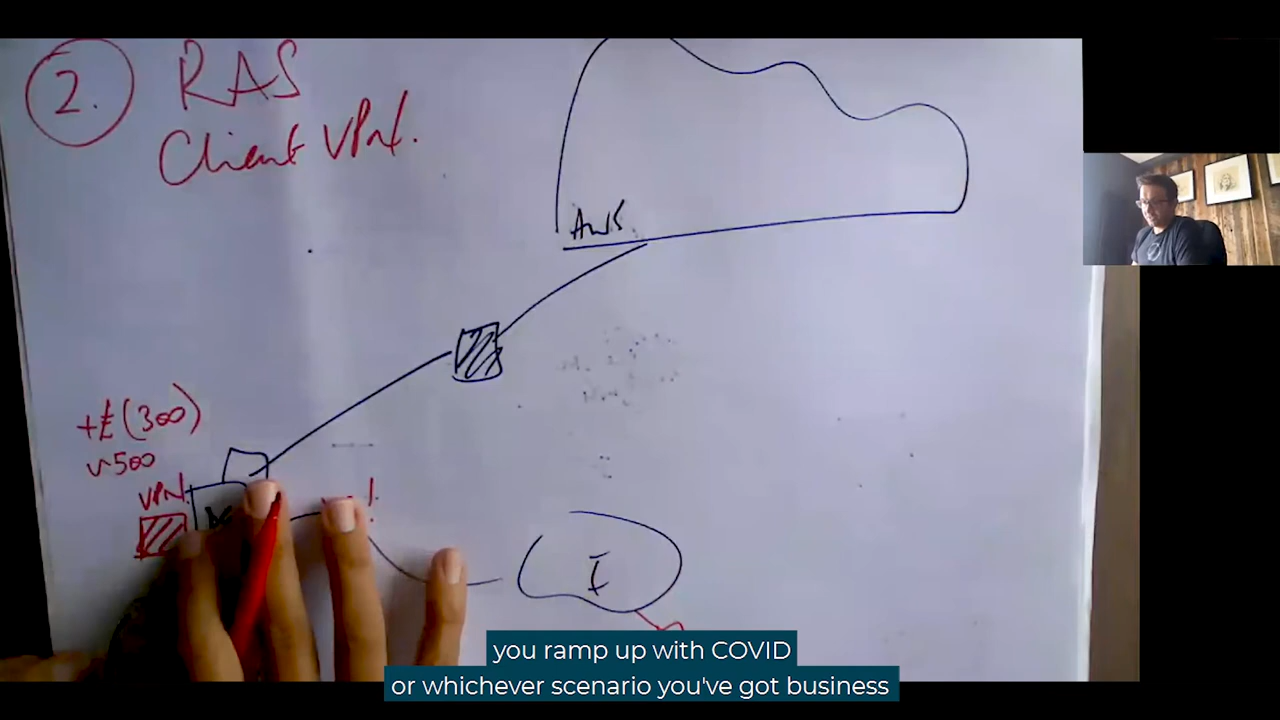 2. RAS
Client VPN.
AWS
+£(300)
~500
VPN!
!
I
you ramp up with COVID
or whichever scenario you've got business